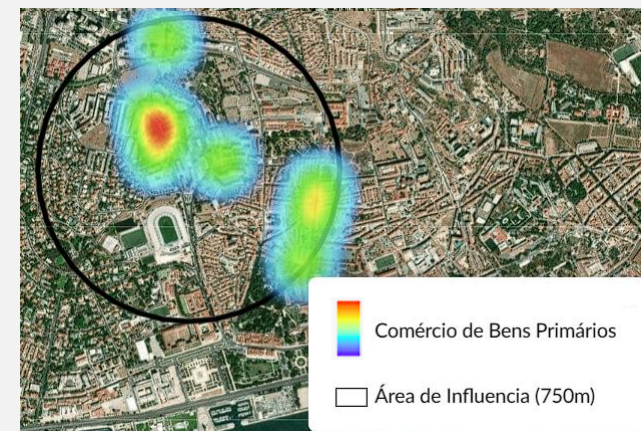 Comércio de Bens Primários
Área de Influencia (750m)